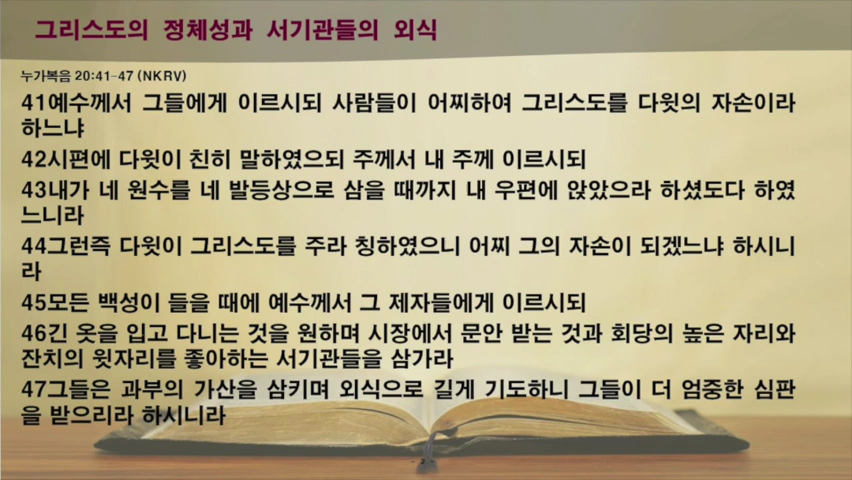 그리스도의 정체성과 서기관들의 외식
누가복음 20:41-47 (NKRV)
41예수께서 그들에게 이르시되 사람들이 어찌하여 그리스도를 다윗의 자손이라
하느냐
42시편에 다윗이 친히 말하였으되 주께서 내 주께 이르시되
43내가 네 원수를 네 발등상으로 삼을 때까지 내 우편에 앉았으라 하셨도다 하였
느니라
44그런즉 다윗이 그리스도를 주라 칭하였으니 어찌 그의 자손이 되겠느냐 하시니
라
45모든 백성이 들을 때에 예수께서 그 제자들에게 이르시되
46긴 옷을 입고 다니는 것을 원하며 시장에서 문안 받는 것과 회당의 높은 자리와
잔치의 윗자리를 좋아하는 서기관들을 삼가라
47그들은 과부의 가산을 삼키며 외식으로 길게 기도하니 그들이 더 엄중한 심판
을 받으리라 하시니라